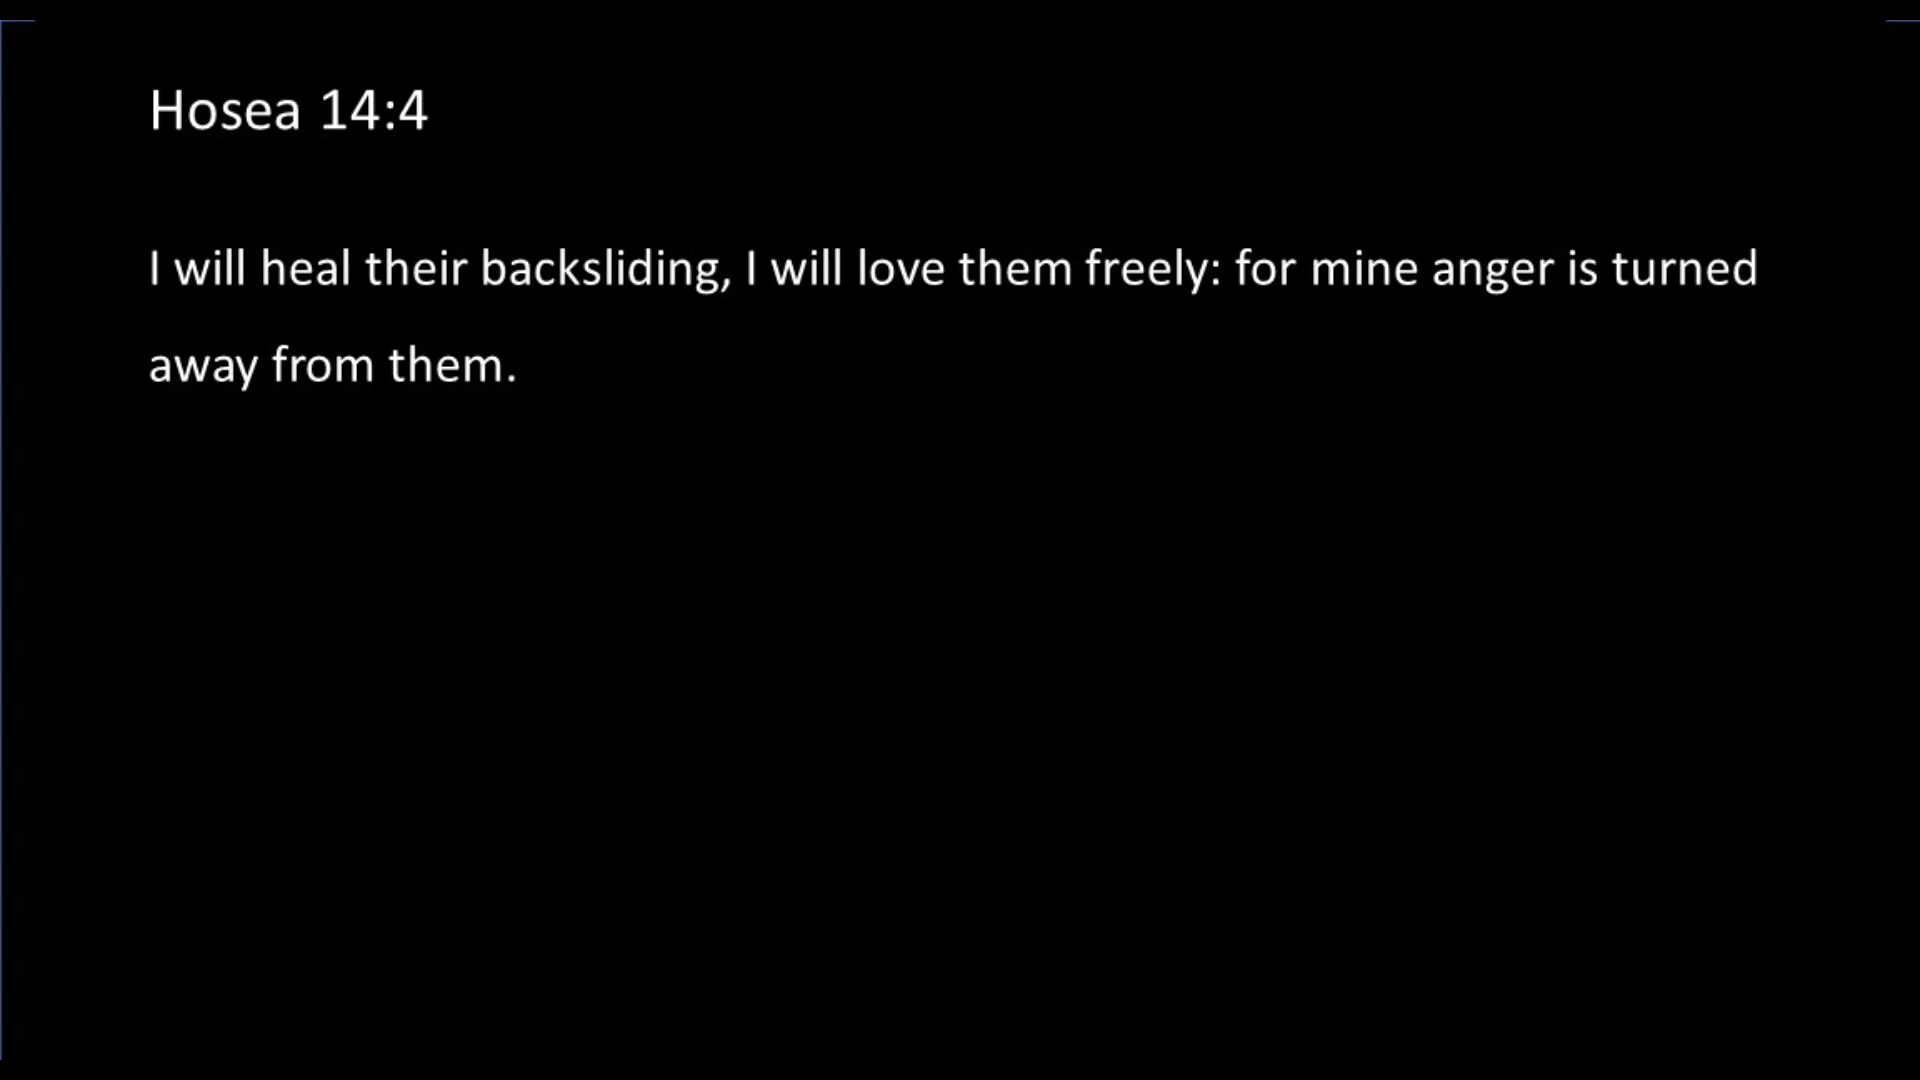 Hosea 14:4
I will heal their backsliding, I will love them freely: for mine anger is turned
away from them.